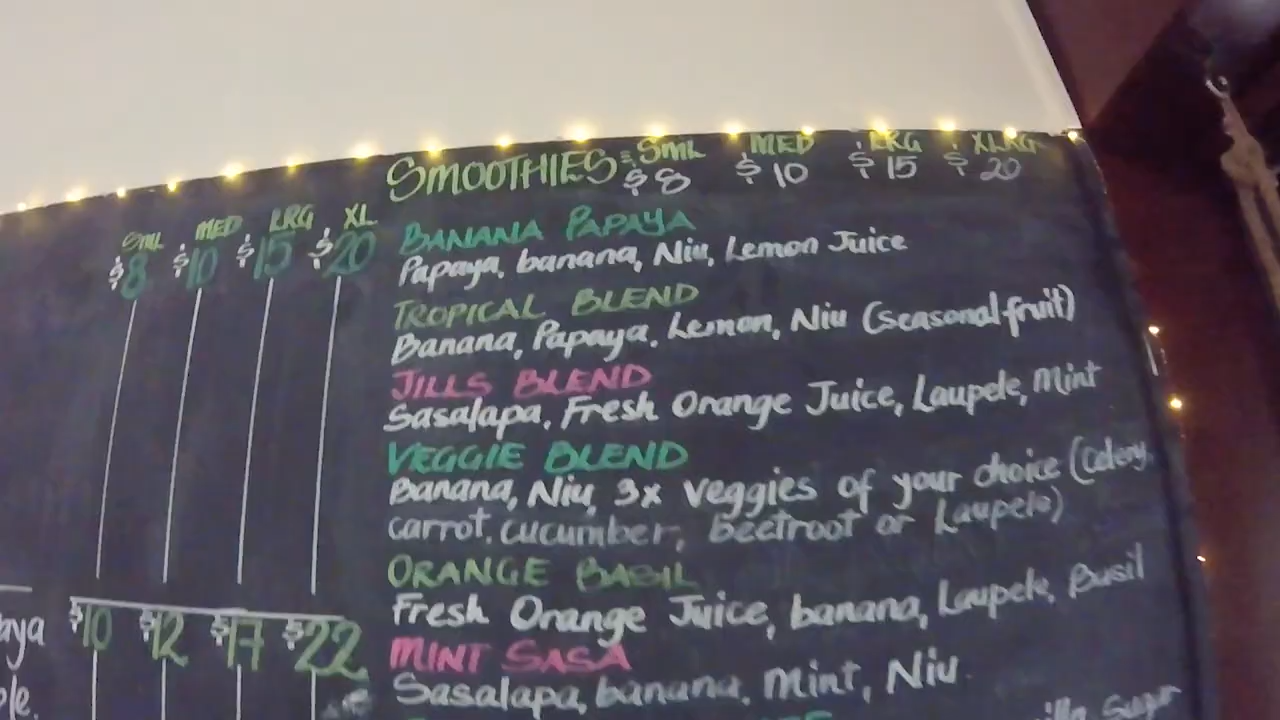 SMOOTHIES: SML MED LRG XLRG
$8 $10 $15 $20
SML MED LRG XL
$8 $10 $15 $20
BANANA PAPAYA
Papaya, banana, Niu, Lemon Juice
TROPICAL BLEND
Banana, Papaya, Lemon, Niu (seasonal fruit)
JILLS BLEND
Sasalapa, Fresh Orange Juice, Laupele, Mint
VEGGIE BLEND
Banana, Niu, 3x Veggies of your choice (Celery,
carrot, cucumber, beetroot or Laupele)
ORANGE BASIL
Fresh Orange Juice, banana, Laupele, Basil
$10 $12 $17 $22
MINT SASA
Sasalapa, banana, Mint, Niu
Sugar